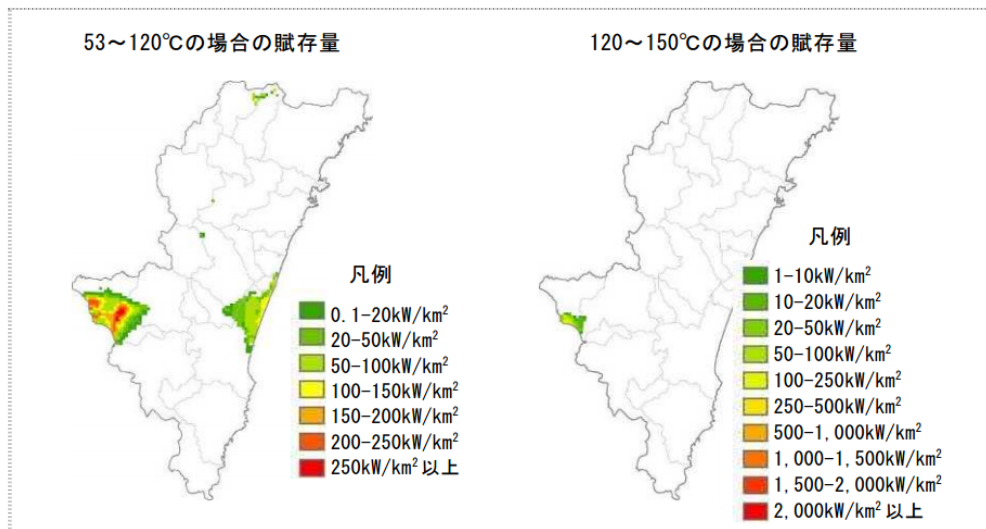 53～120℃の場合の賦存量
120～150℃の場合の賦存量
凡例
0.1-20kW/km²
20-50kW/km²
50-100kW/km²
100-150kW/km²
150-200kW/km²
200-250kW/km²
250kW/km²以上
凡例
1-10kW/km²
10-20kW/km²
20-50kW/km²
50-100kW/km²
100-250kW/km²
250-500kW/km²
500-1,000kW/km²
1,000-1,500kW/km²
1,500-2,000kW/km²
2,000kW/km²以上